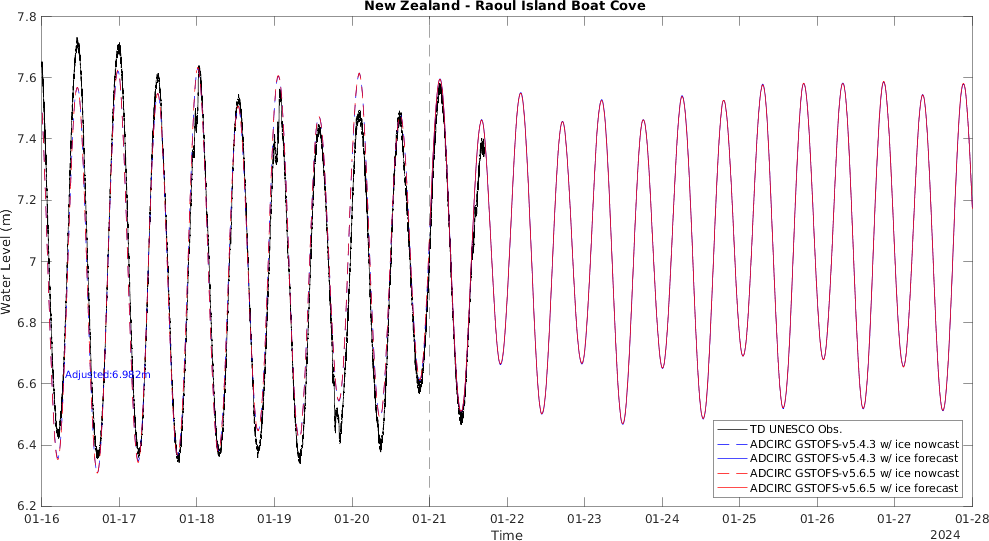 New Zealand - Raoul Island Boat Cove
7.8
7.6
7.4
7.2
7
6.8
6.6
6.4
6.2
Water Level (m)
Adjusted:6.982m
TD UNESCO Obs.
ADCIRC GSTOFS-v5.4.3 w/ ice nowcast
ADCIRC GSTOFS-v5.4.3 w/ ice forecast
ADCIRC GSTOFS-v5.6.5 w/ ice nowcast
ADCIRC GSTOFS-v5.6.5 w/ ice forecast
01-16 01-17 01-18 01-19 01-20 01-21 01-22 01-23 01-24 01-25 01-26 01-27 01-28
Time 2024